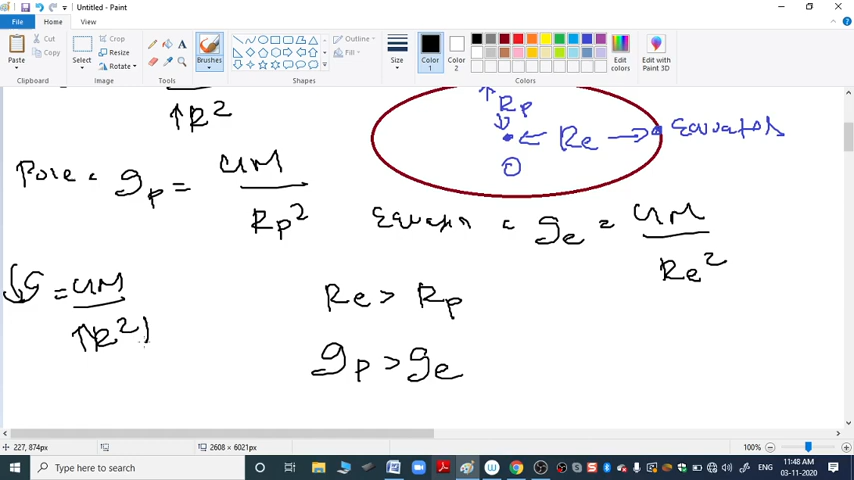 Untitled - Paint
File Home View
Paste
Cut
Copy
Clipboard
Select
Crop
Resize
Rotate
Image
Tools
Brushes
Outline
Fill
Shapes
Size
Color 1
Color 2
Edit colors
Colors
Edit with Paint 3D
↑R²
↑Rp
Re Equator
O
Pole gp = GM
Rp²
ge = GM
Re²
↓g = GM
↑R²
Re > Rp
gp > ge
227, 874px
2608 × 6021px
100%
Type here to search
ENG
11:48 AM
03-11-2020